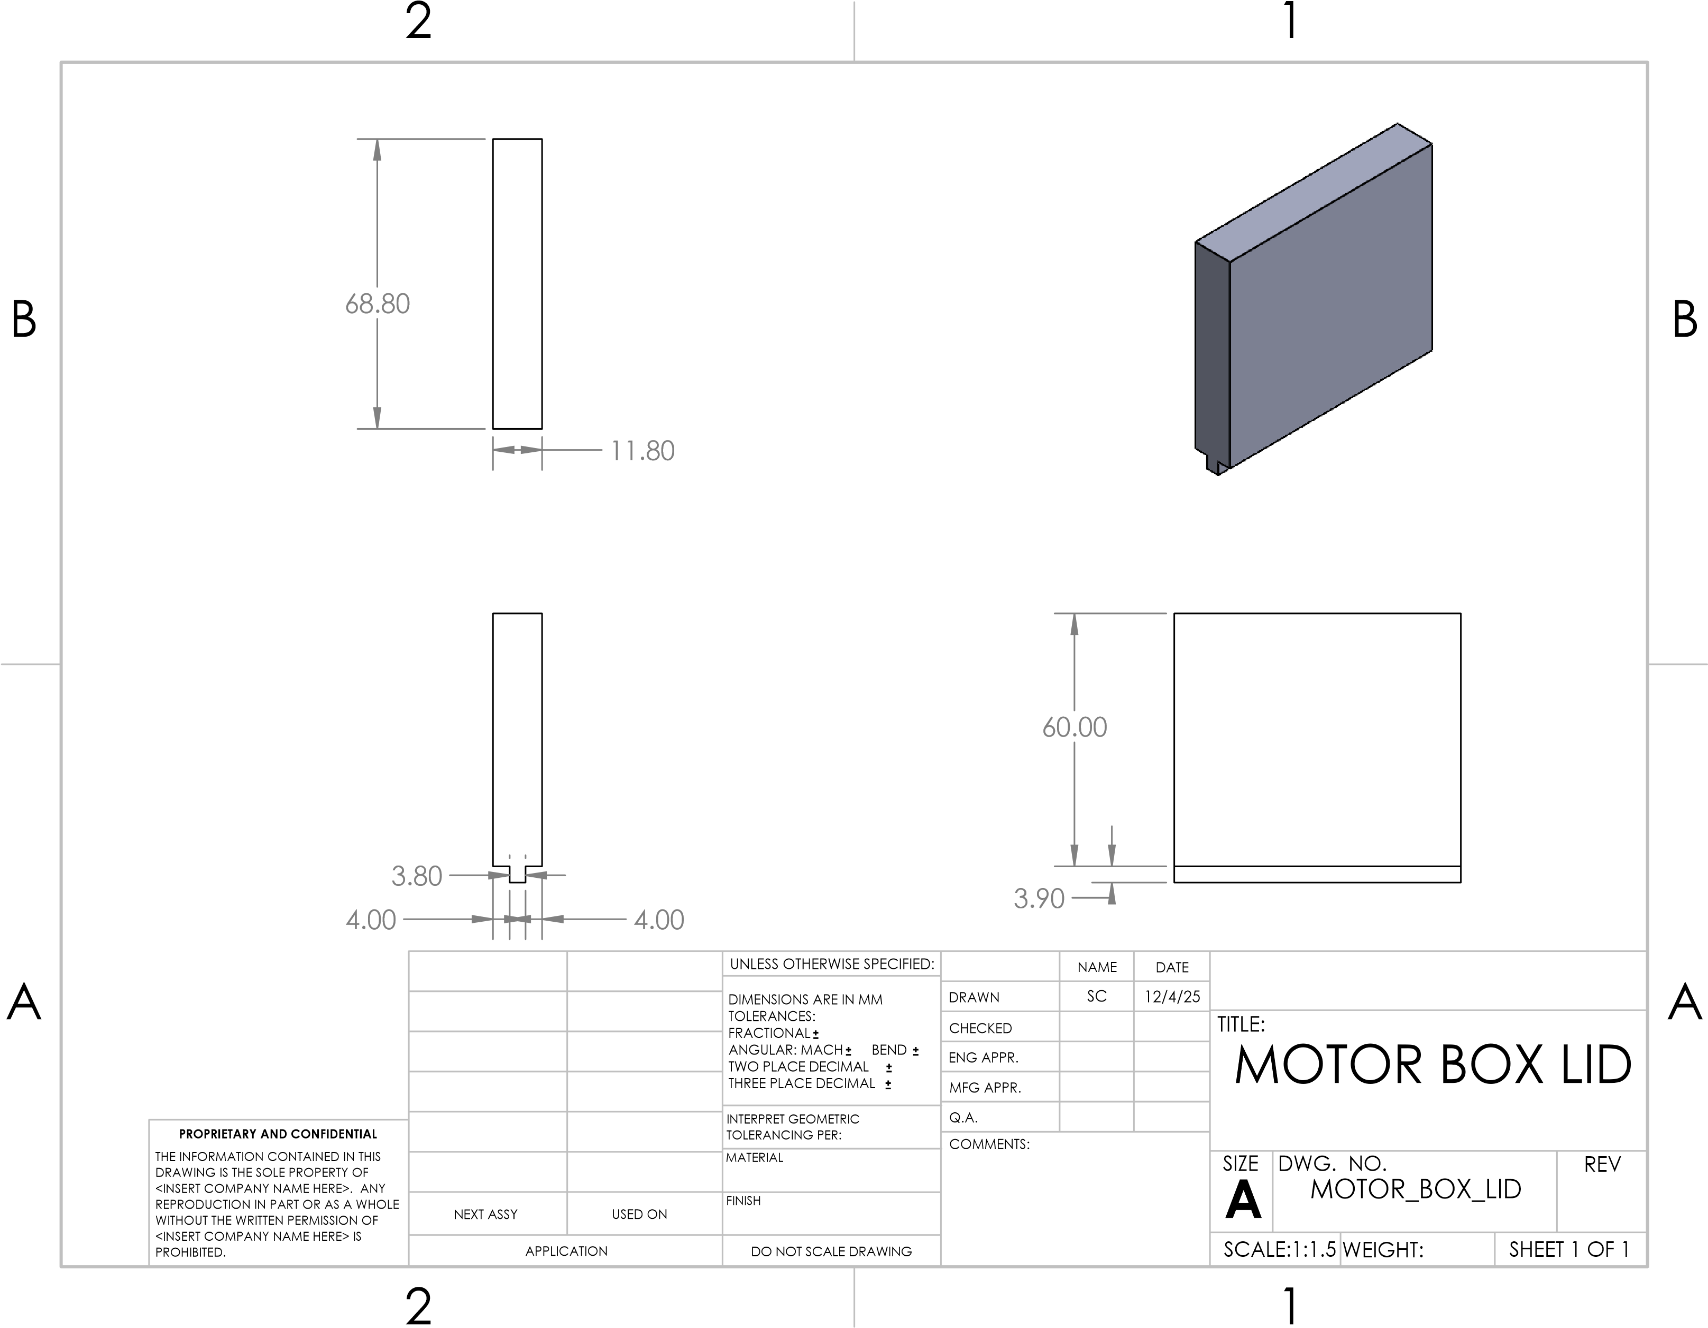 2
1
B
B
68.80
11.80
60.00
3.90
3.80
4.00
4.00
A
A
UNLESS OTHERWISE SPECIFIED:
DIMENSIONS ARE IN MM
TOLERANCES:
FRACTIONAL ±
ANGULAR: MACH ± BEND ±
TWO PLACE DECIMAL ±
THREE PLACE DECIMAL ±
INTERPRET GEOMETRIC
TOLERANCING PER:
MATERIAL
FINISH
DO NOT SCALE DRAWING
NAME
DATE
DRAWN
SC
12/4/25
CHECKED
ENG APPR.
MFG APPR.
Q.A.
COMMENTS:
TITLE:
MOTOR BOX LID
SIZE
A
DWG. NO.
MOTOR_BOX_LID
REV
SCALE:1:1.5
WEIGHT:
SHEET 1 OF 1
PROPRIETARY AND CONFIDENTIAL
THE INFORMATION CONTAINED IN THIS
DRAWING IS THE SOLE PROPERTY OF
<INSERT COMPANY NAME HERE>. ANY
REPRODUCTION IN PART OR AS A WHOLE
WITHOUT THE WRITTEN PERMISSION OF
<INSERT COMPANY NAME HERE> IS
PROHIBITED.
NEXT ASSY
USED ON
APPLICATION
2
1